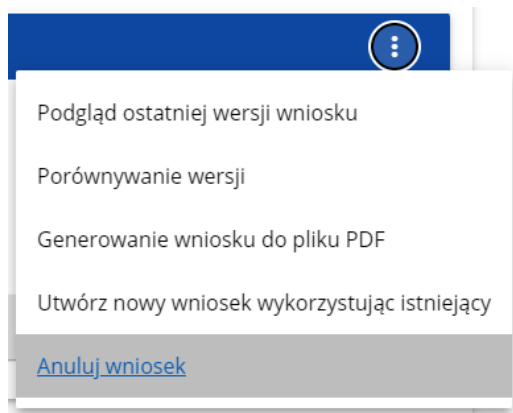 Podgląd ostatniej wersji wniosku
Porównywanie wersji
Generowanie wniosku do pliku PDF
Utwórz nowy wniosek wykorzystując istniejący
Anuluj wniosek